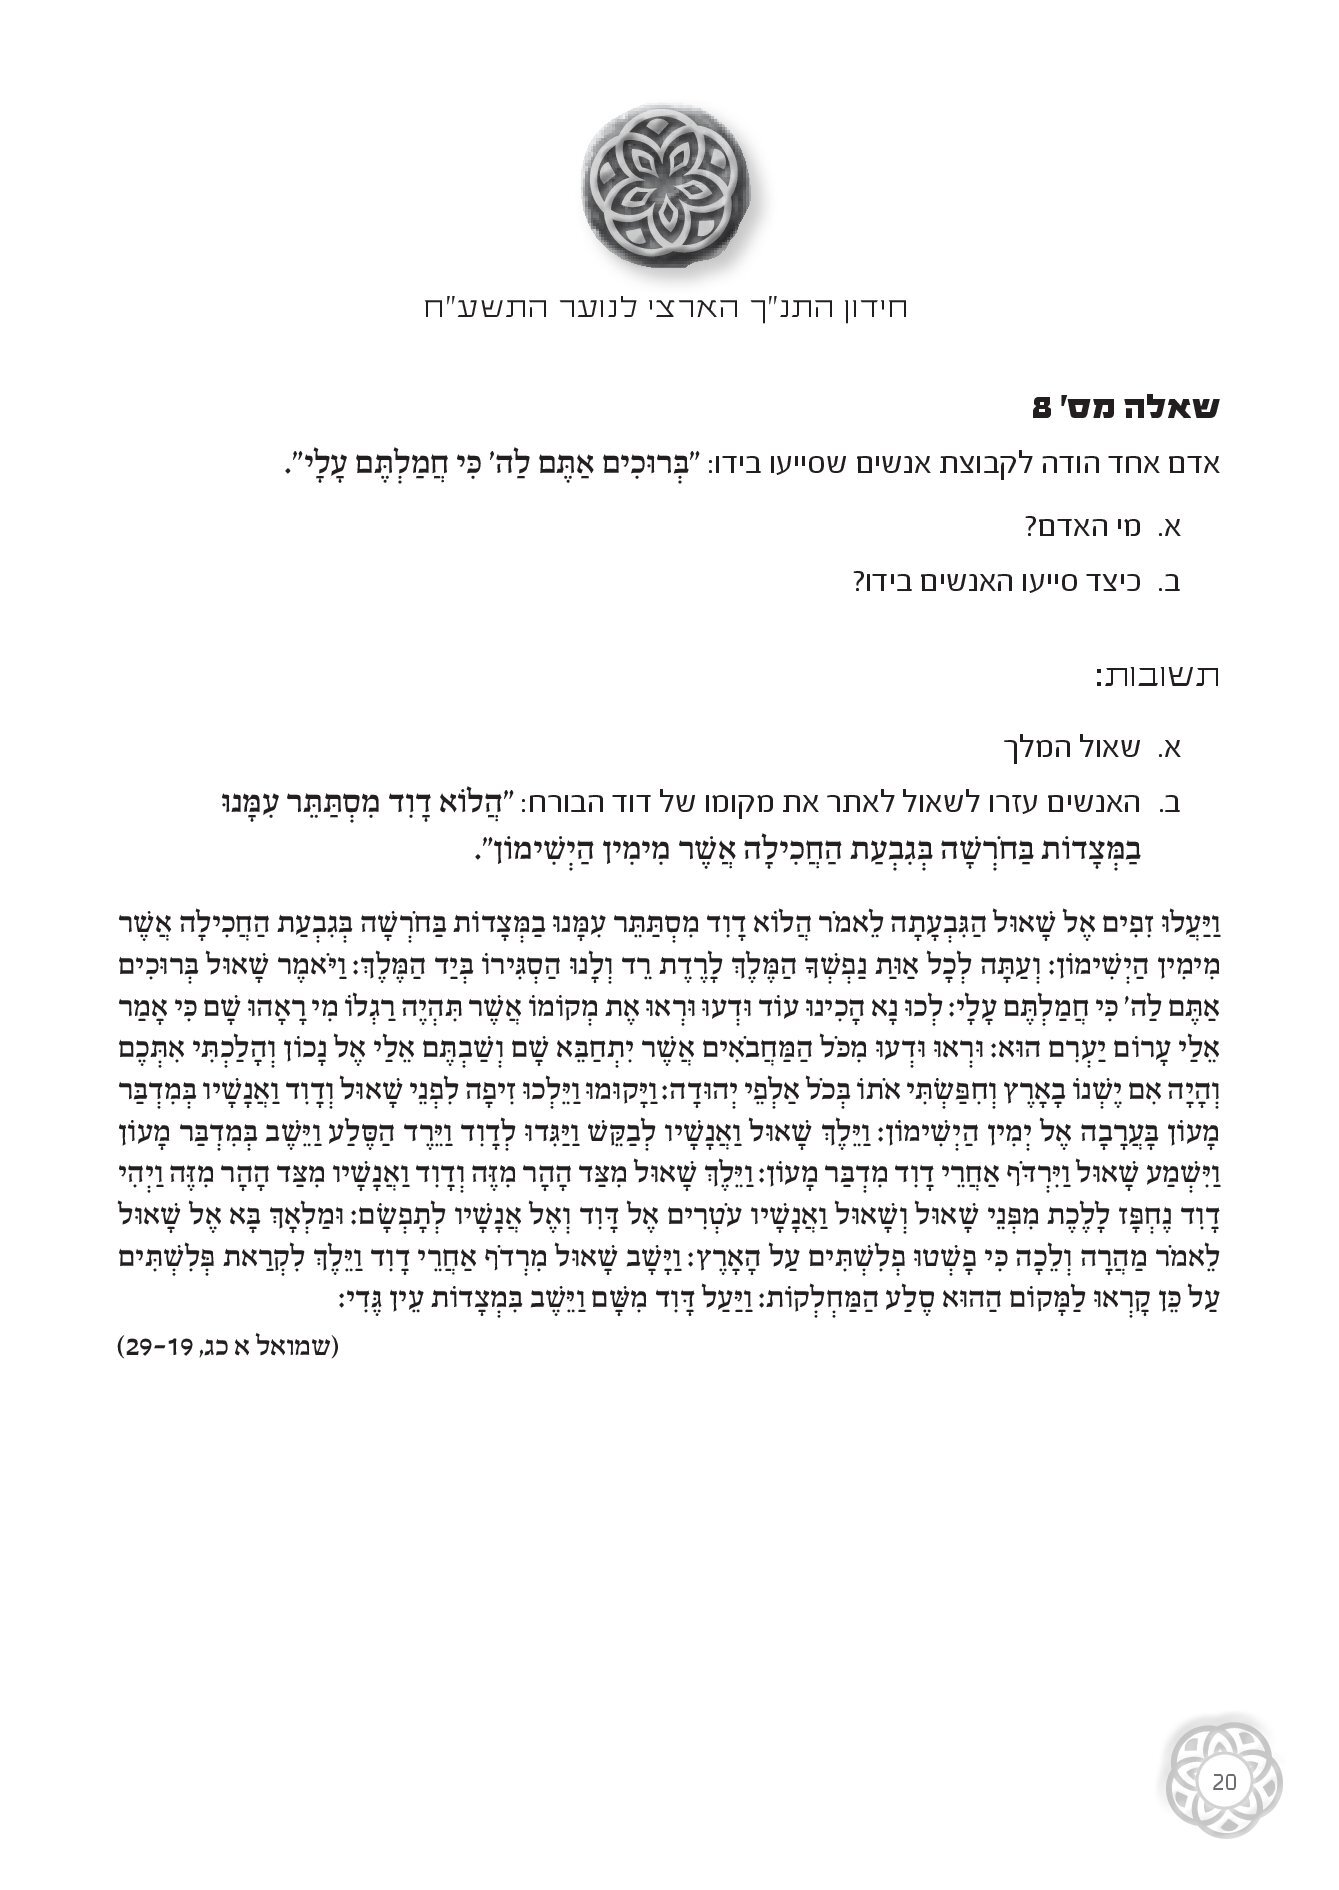 חידון התנ"ך הארצי לנוער התשע"ח
שאלה מס' 8
אדם אחד הודה לקבוצת אנשים שסייעו בידו: "בְּרוּכִים אַתֶּם לַה' כִּי חֲמַלְתֶּם עָלָי".
א. מי האדם?
ב. כיצד סייעו האנשים בידו?
תשובות:
א. שאול המלך
ב. האנשים עזרו לשאול לאתר את מקומו של דוד הבורח: "הֲלוֹא דָוִד מִסְתַּתֵּר עִמָּנוּ
בַמְּצָדוֹת בַּחֹרְשָׁה בְּגִבְעַת הַחֲכִילָה אֲשֶׁר מִימִין הַיְשִׁימוֹן".
וַיַּעֲלוּ זִפִים אֶל שָׁאוּל הַגִּבְעָתָה לֵאמֹר הֲלוֹא דָוִד מִסְתַּתֵּר עִמָּנוּ בַמְּצָדוֹת בַּחֹרְשָׁה בְּגִבְעַת הַחֲכִילָה אֲשֶׁר
מִימִין הַיְשִׁימוֹן: וְעַתָּה לְכָל אַוַּת נַפְשְׁךָ הַמֶּלֶךְ לָרֶדֶת רֵד וְלָנוּ הַסְגִּירוֹ בְּיַד הַמֶּלֶךְ: וַיֹּאמֶר שָׁאוּל בְּרוּכִים
אַתֶּם לַה' כִּי חֲמַלְתֶּם עָלָי: לְכוּ נָא הָכִינוּ עוֹד וּדְעוּ וּרְאוּ אֶת מְקוֹמוֹ אֲשֶׁר תִּהְיֶה רַגְלוֹ מִי רָאָהוּ שָׁם כִּי אָמַר
אֵלַי עָרוֹם יַעְרִם הוּא: וּרְאוּ וּדְעוּ מִכֹּל הַמַּחֲבֹאִים אֲשֶׁר יִתְחַבֵּא שָׁם וְשַׁבְתֶּם אֵלַי אֶל נָכוֹן וְהָלַכְתִּי אִתְּכֶם
וְהָיָה אִם יֶשְׁנוֹ בָאָרֶץ וְחִפַּשְׂתִּי אֹתוֹ בְּכֹל אַלְפֵי יְהוּדָה: וַיָּקוּמוּ וַיֵּלְכוּ זִיפָה לִפְנֵי שָׁאוּל וְדָוִד וַאֲנָשָׁיו בְּמִדְבַּר
מָעוֹן בָּעֲרָבָה אֶל יְמִין הַיְשִׁימוֹן: וַיֵּלֶךְ שָׁאוּל וַאֲנָשָׁיו לְבַקֵּשׁ וַיַּגִּדוּ לְדָוִד וַיֵּרֶד הַסֶּלַע וַיֵּשֶׁב בְּמִדְבַּר מָעוֹן
וַיִּשְׁמַע שָׁאוּל וַיִּרְדֹּף אַחֲרֵי דָוִד מִדְבַּר מָעוֹן: וַיֵּלֶךְ שָׁאוּל מִצַּד הָהָר מִזֶּה וְדָוִד וַאֲנָשָׁיו מִצַּד הָהָר מִזֶּה וַיְהִי
דָוִד נֶחְפָּז לָלֶכֶת מִפְּנֵי שָׁאוּל וְשָׁאוּל וַאֲנָשָׁיו עֹטְרִים אֶל דָּוִד וְאֶל אֲנָשָׁיו לְתָפְשָׂם: וּמַלְאָךְ בָּא אֶל שָׁאוּל
לֵאמֹר מַהֲרָה וְלֵכָה כִּי פָשְׁטוּ פְלִשְׁתִּים עַל הָאָרֶץ: וַיָּשָׁב שָׁאוּל מִרְדֹף אַחֲרֵי דָוִד וַיֵּלֶךְ לִקְרַאת פְּלִשְׁתִּים
עַל כֵּן קָרְאוּ לַמָּקוֹם הַהוּא סֶלַע הַמַּחְלְקוֹת: וַיַּעַל דָּוִד מִשָּׁם וַיֵּשֶׁב בִּמְצָדוֹת עֵין גֶּדִי:
(שמואל א כג, 19-29)
20